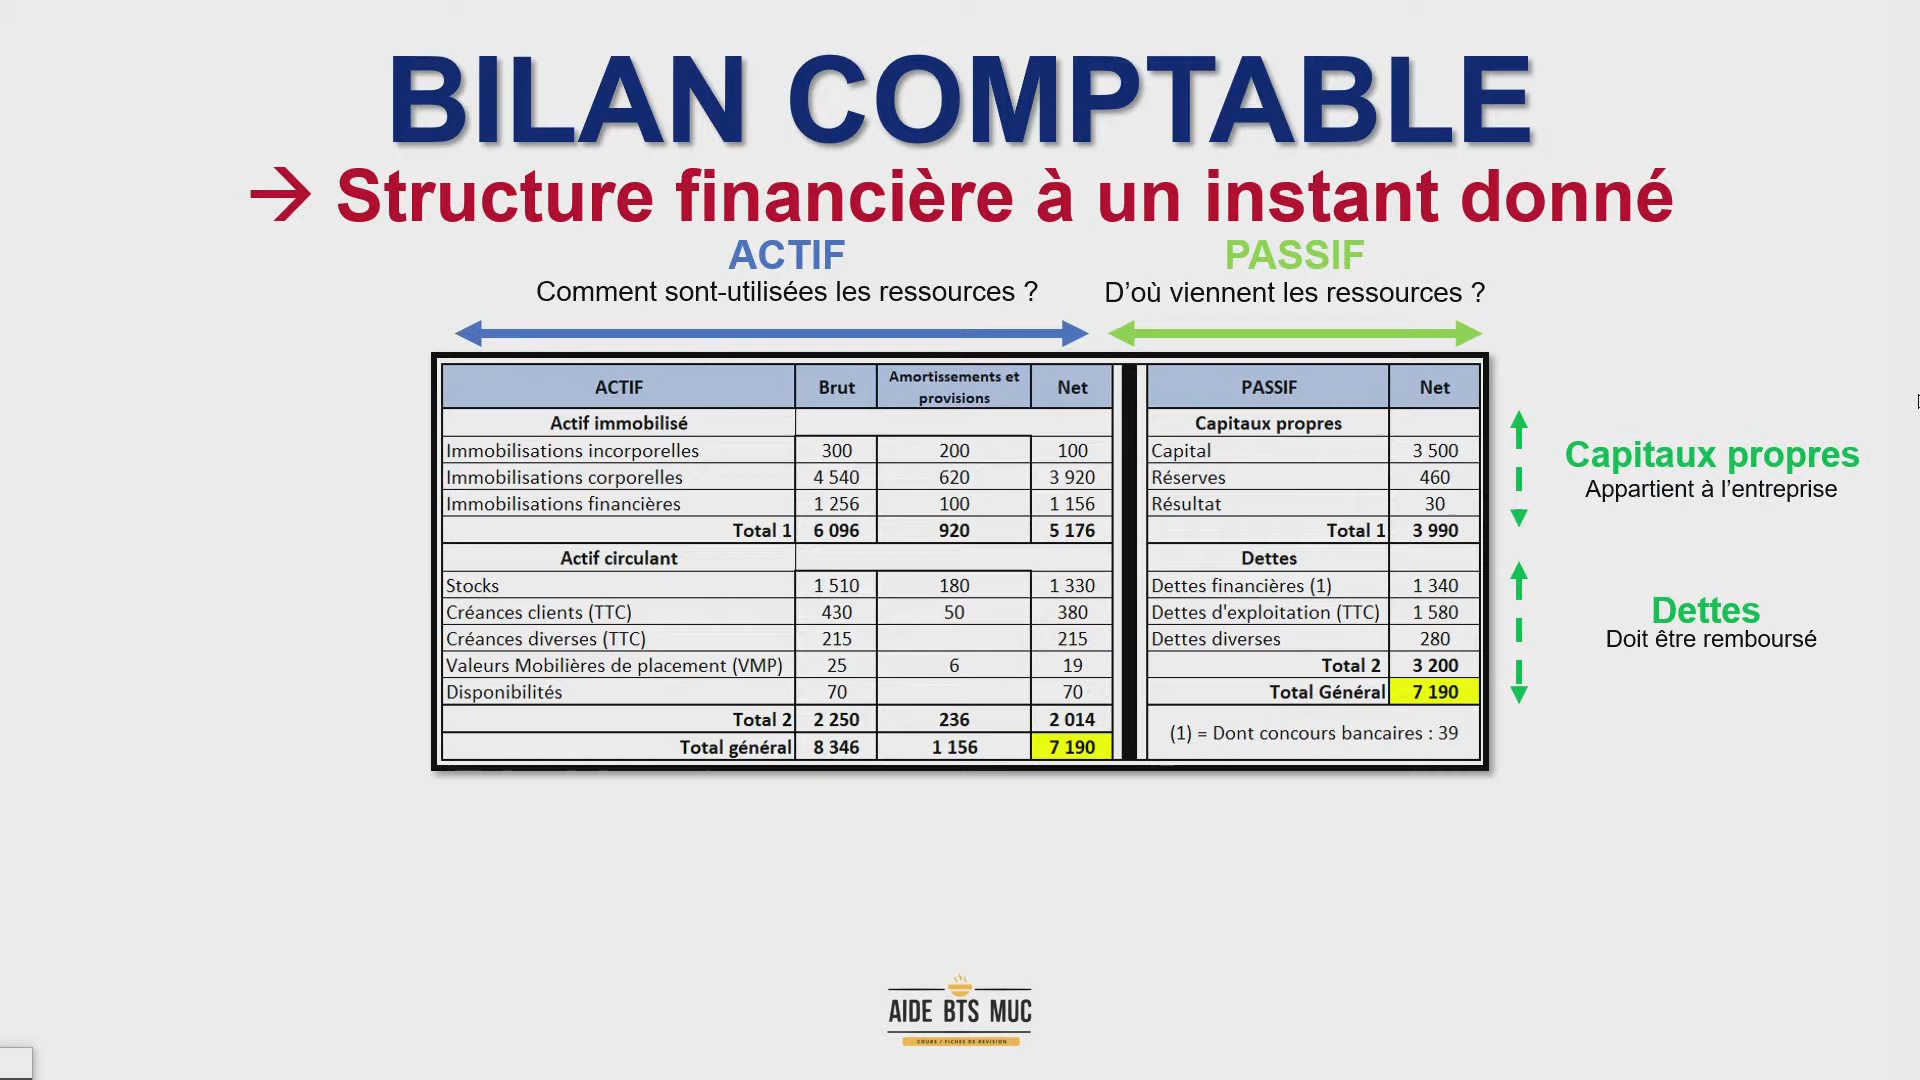 BILAN COMPTABLE
→ Structure financière à un instant donné
ACTIF PASSIF
Comment sont-utilisées les ressources ? D’où viennent les ressources ?
ACTIF Brut Amortissements et provisions Net PASSIF Net
Actif immobilisé Capitaux propres
Immobilisations incorporelles 300 200 100 Capital 3 500
Immobilisations corporelles 4 540 620 3 920 Réserves 460
Immobilisations financières 1 256 100 1 156 Résultat 30
Total 1 6 096 920 5 176 Total 1 3 990
Actif circulant Dettes
Stocks 1 510 180 1 330 Dettes financières (1) 1 340
Créances clients (TTC) 430 50 380 Dettes d'exploitation (TTC) 1 580
Créances diverses (TTC) 215 215 Dettes diverses 280
Valeurs Mobilières de placement (VMP) 25 6 19 Total 2 3 200
Disponibilités 70 70 Total Général 7 190
Total 2 2 250 236 2 014
(1) = Dont concours bancaires : 39
Total général 8 346 1 156 7 190
Capitaux propres
Appartient à l’entreprise
Dettes
Doit être remboursé
AIDE BTS MUC
COURS / FICHES DE REVISION